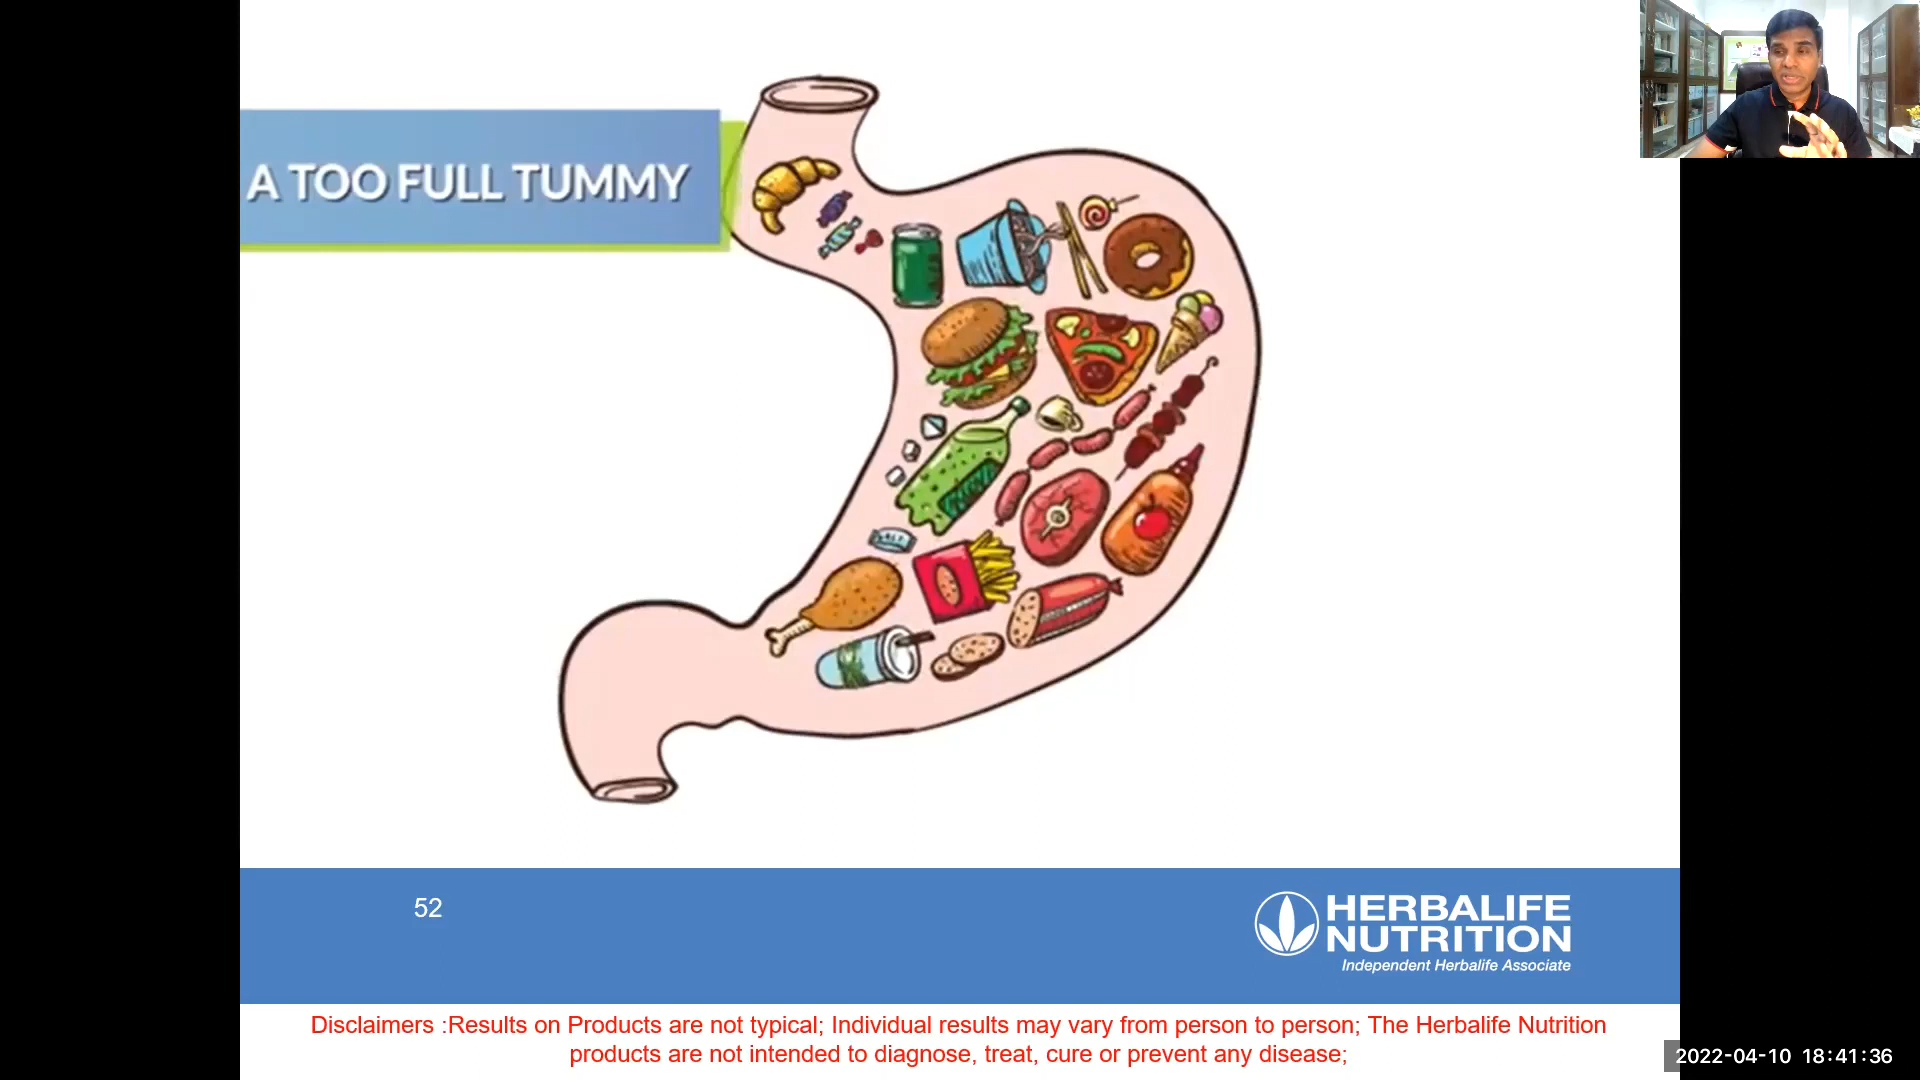 A TOO FULL TUMMY
SALT
52
HERBALIFE
NUTRITION
Independent Herbalife Associate
Disclaimers :Results on Products are not typical; Individual results may vary from person to person; The Herbalife Nutrition
products are not intended to diagnose, treat, cure or prevent any disease;
2022-04-10 18:41:36